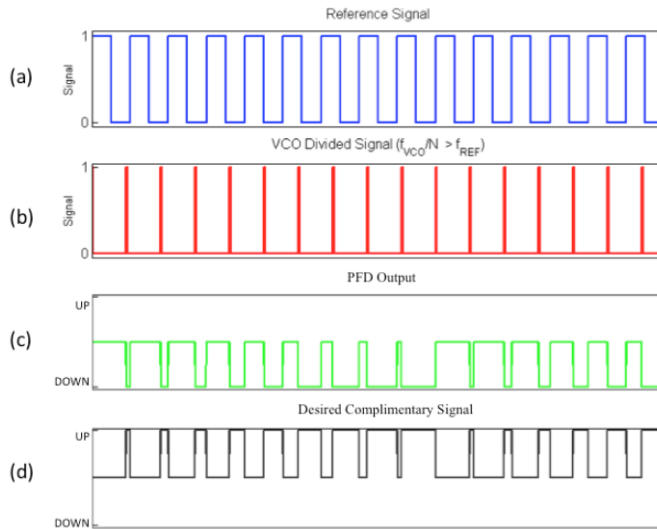 Reference Signal
(a)
1
Signal
0
VCO Divided Signal (fVCO/N > fREF)
(b)
1
Signal
0
PFD Output
(c)
UP
DOWN
Desired Complimentary Signal
(d)
UP
DOWN